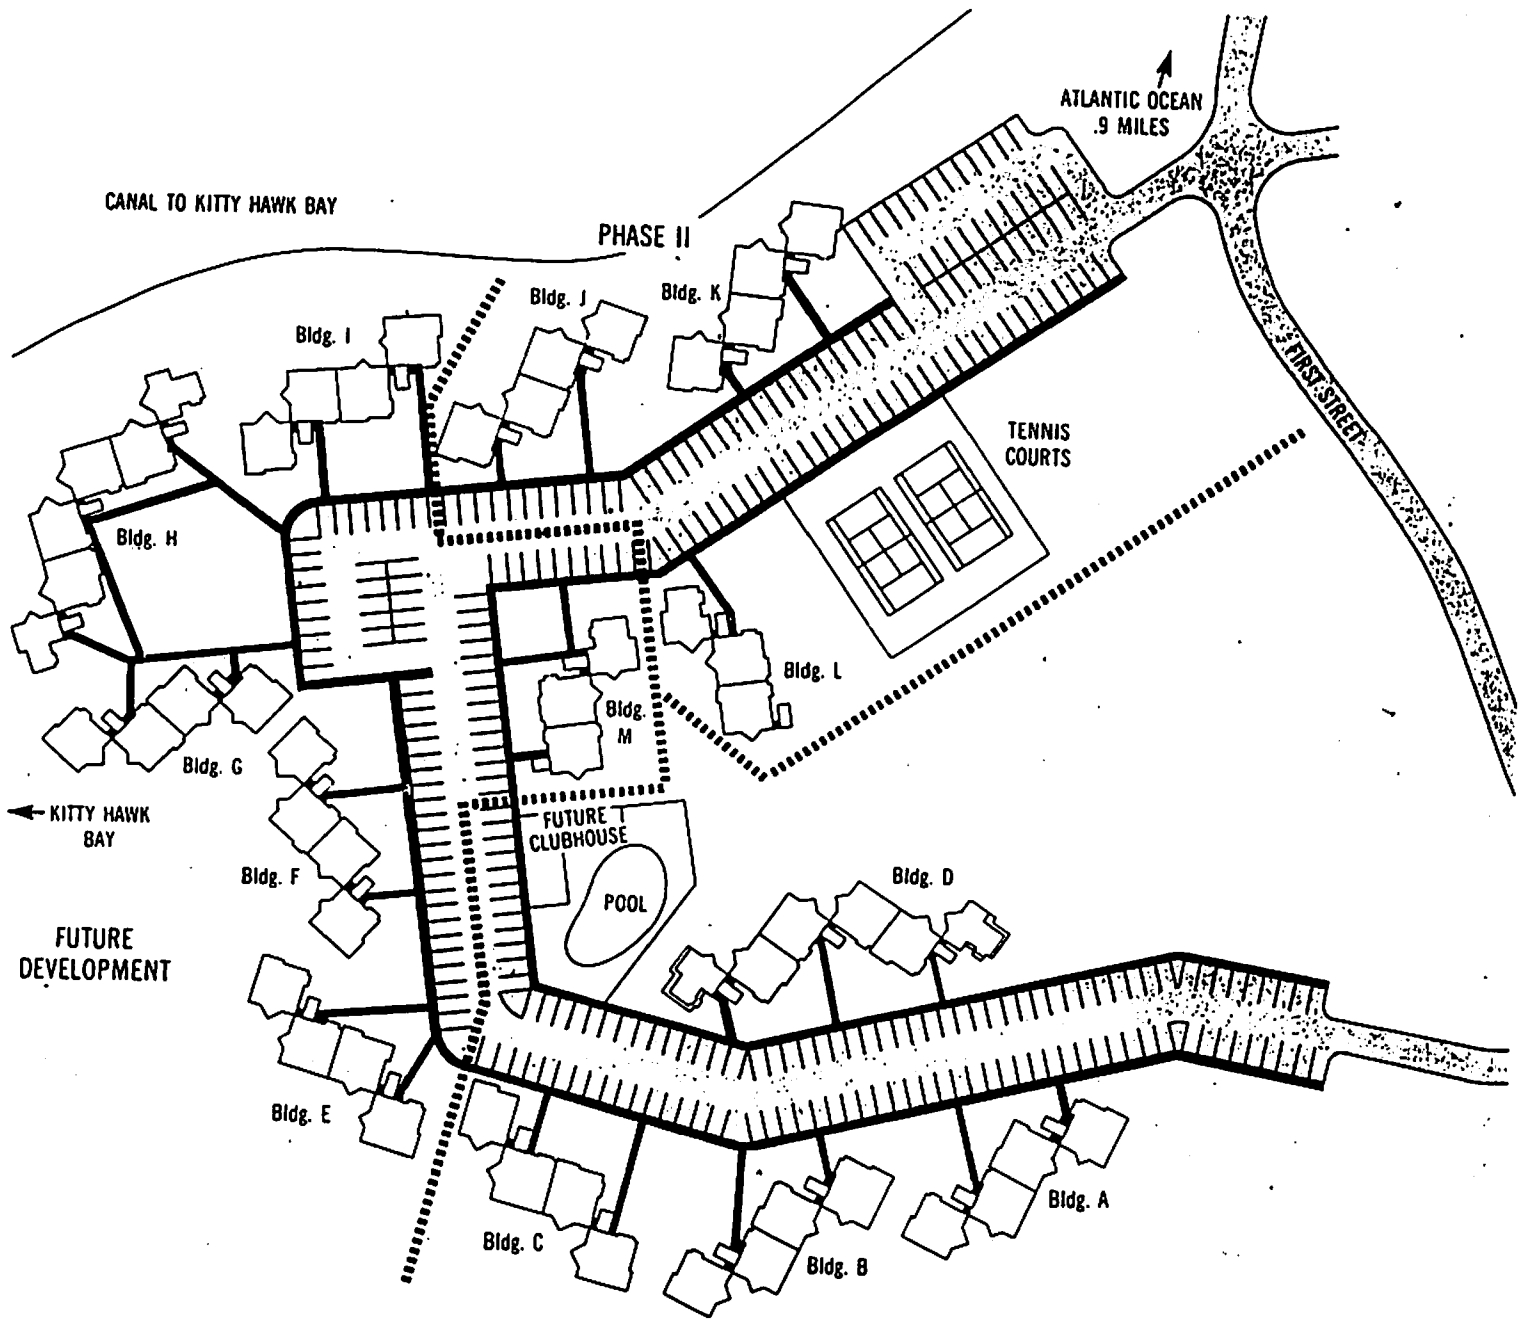 ATLANTIC OCEAN
.9 MILES
CANAL TO KITTY HAWK BAY
PHASE II
Bldg. K
Bldg. J
Bldg. I
FIRST STREET
TENNIS
COURTS
Bldg. H
Bldg. L
Bldg.
M
Bldg. G
KITTY HAWK
BAY
FUTURE
CLUBHOUSE
Bldg. F
Bldg. D
POOL
FUTURE
DEVELOPMENT
Bldg. E
Bldg. A
Bldg. C
Bldg. B